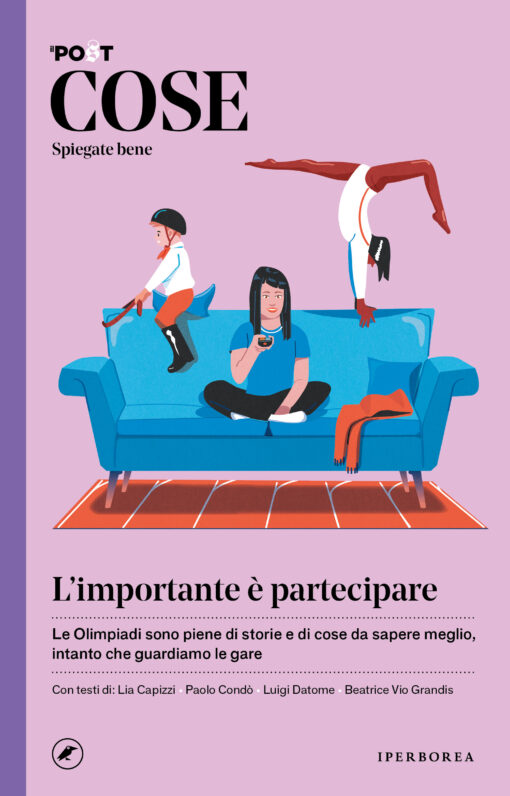 il POST
COSE
Spiegate bene
L’importante è partecipare
Le Olimpiadi sono piene di storie e di cose da sapere meglio,
intanto che guardiamo le gare
Con testi di: Lia Capizzi • Paolo Condò • Luigi Datome • Beatrice Vio Grandis
IPERBOREA